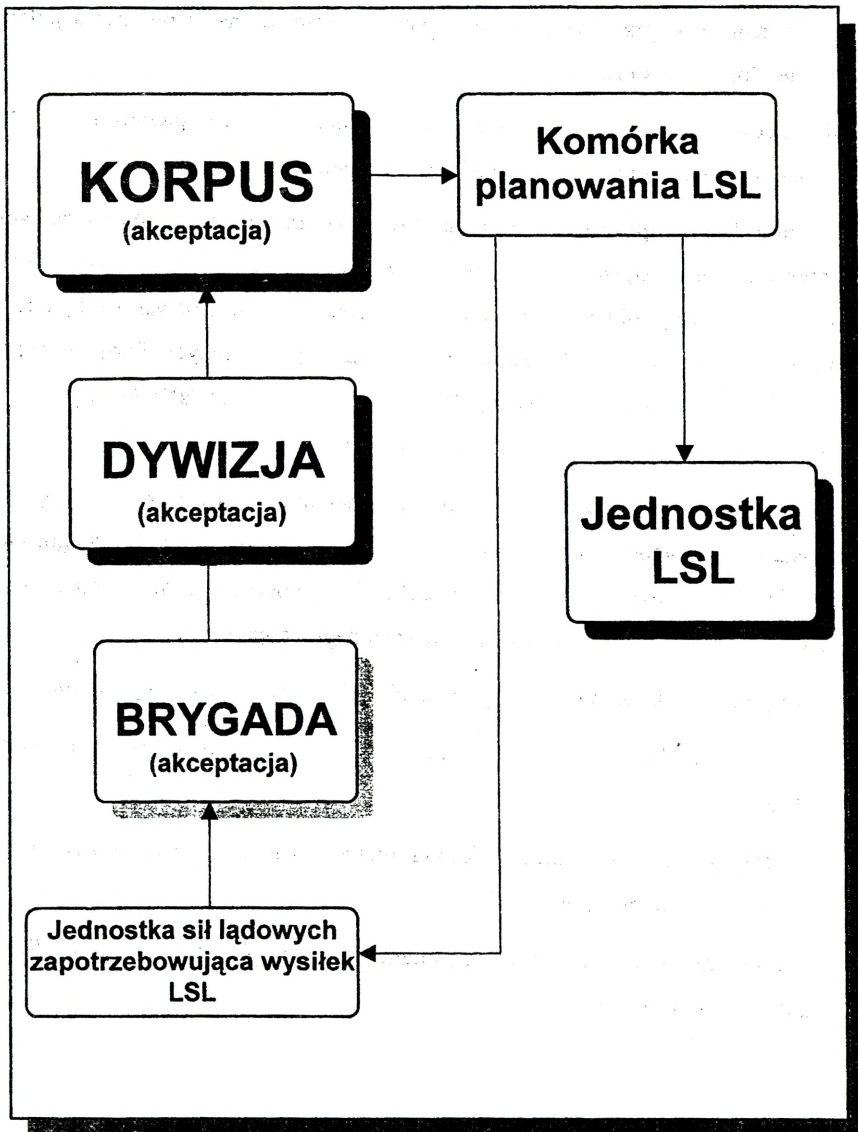 KORPUS
(akceptacja)
Komórka
planowania LSL
DYWIZJA
(akceptacja)
Jednostka
LSL
BRYGADA
(akceptacja)
Jednostka sił lądowych
zapotrzebowująca wysiłek
LSL